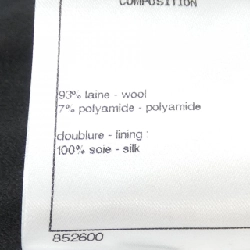 COMPOSITION
93% laine - wool
7% polyamide - polyamide
doublure - lining :
100% soie - silk
852600